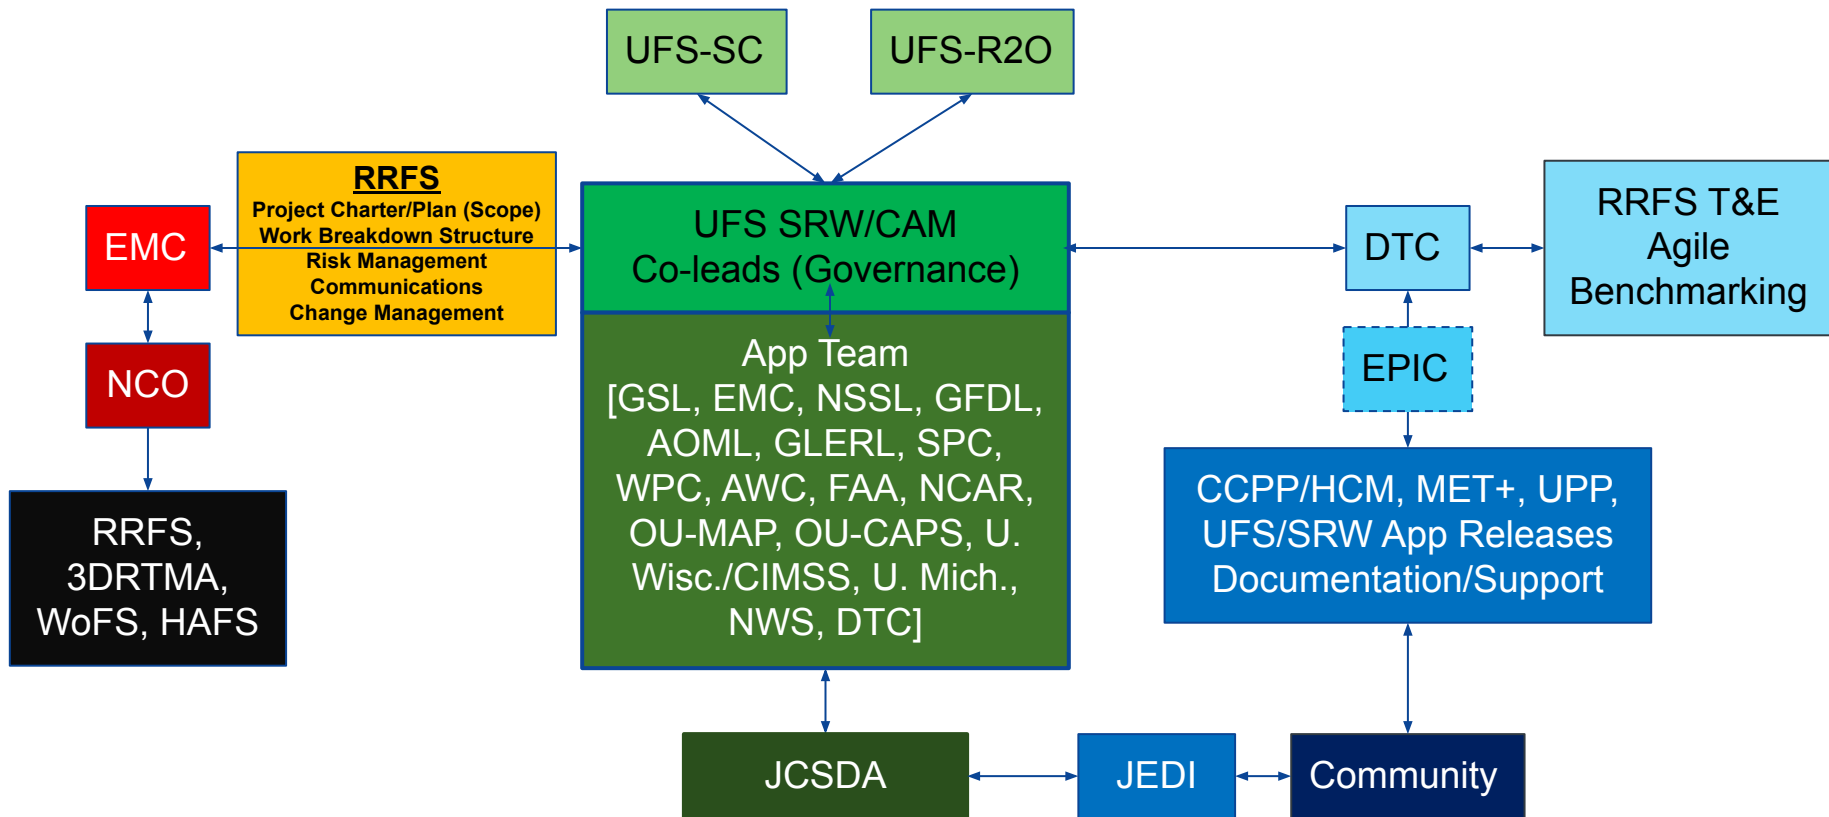 UFS-SC
UFS-R2O
RRFS
Project Charter/Plan (Scope)
Work Breakdown Structure
Risk Management
Communications
Change Management
EMC
NCO
RRFS,
3DRTMA,
WoFS, HAFS
UFS SRW/CAM
Co-leads (Governance)
App Team
[GSL, EMC, NSSL, GFDL,
AOML, GLERL, SPC,
WPC, AWC, FAA, NCAR,
OU-MAP, OU-CAPS, U.
Wisc./CIMSS, U. Mich.,
NWS, DTC]
DTC
RRFS T&E
Agile
Benchmarking
EPIC
CCPP/HCM, MET+, UPP,
UFS/SRW App Releases
Documentation/Support
JCSDA
JEDI
Community